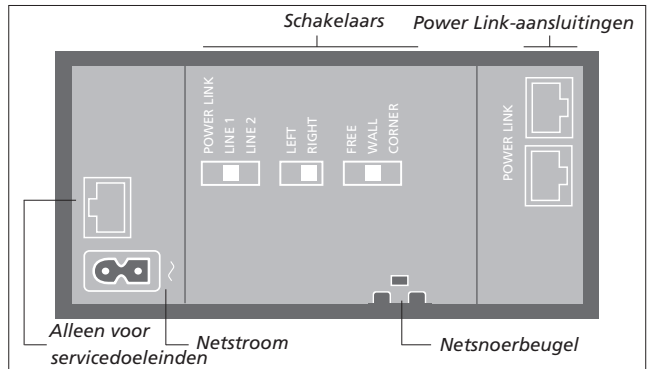 Schakelaars
Power Link-aansluitingen
POWER LINK
LINE 1
LINE 2
LEFT
RIGHT
FREE
WALL
CORNER
POWER LINK
Alleen voor
servicedoeleinden
Netstroom
Netsnoerbeugel